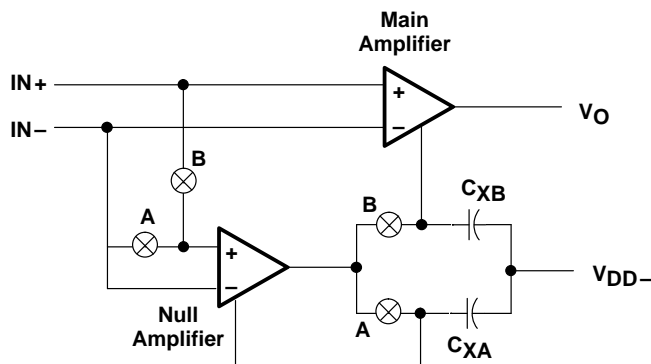 Main
Amplifier
IN+
+
VO
IN−
−
B
A
B
CXB
+
VDD−
−
Null
Amplifier
A
CXA